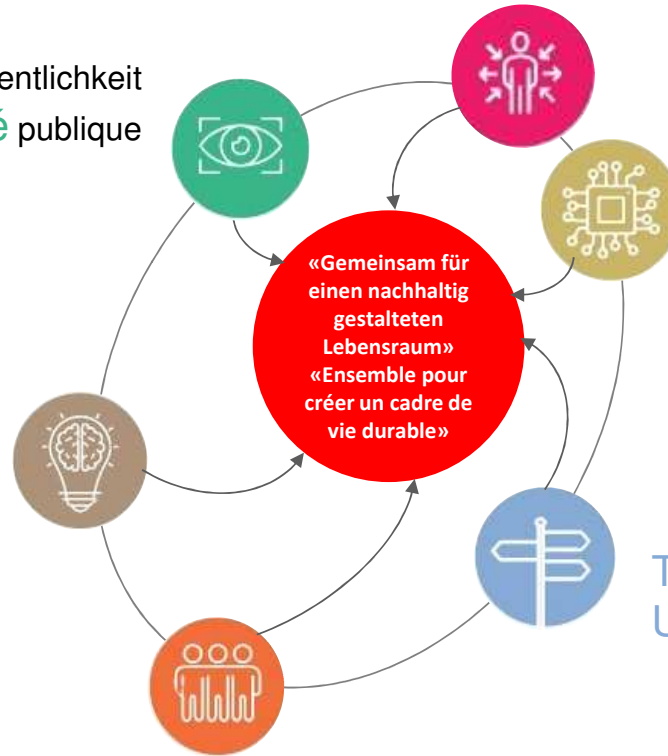 entlichkeit
é publique
«Gemeinsam für
einen nachhaltig
gestalteten
Lebensraum»
«Ensemble pour
créer un cadre de
vie durable»
T
U